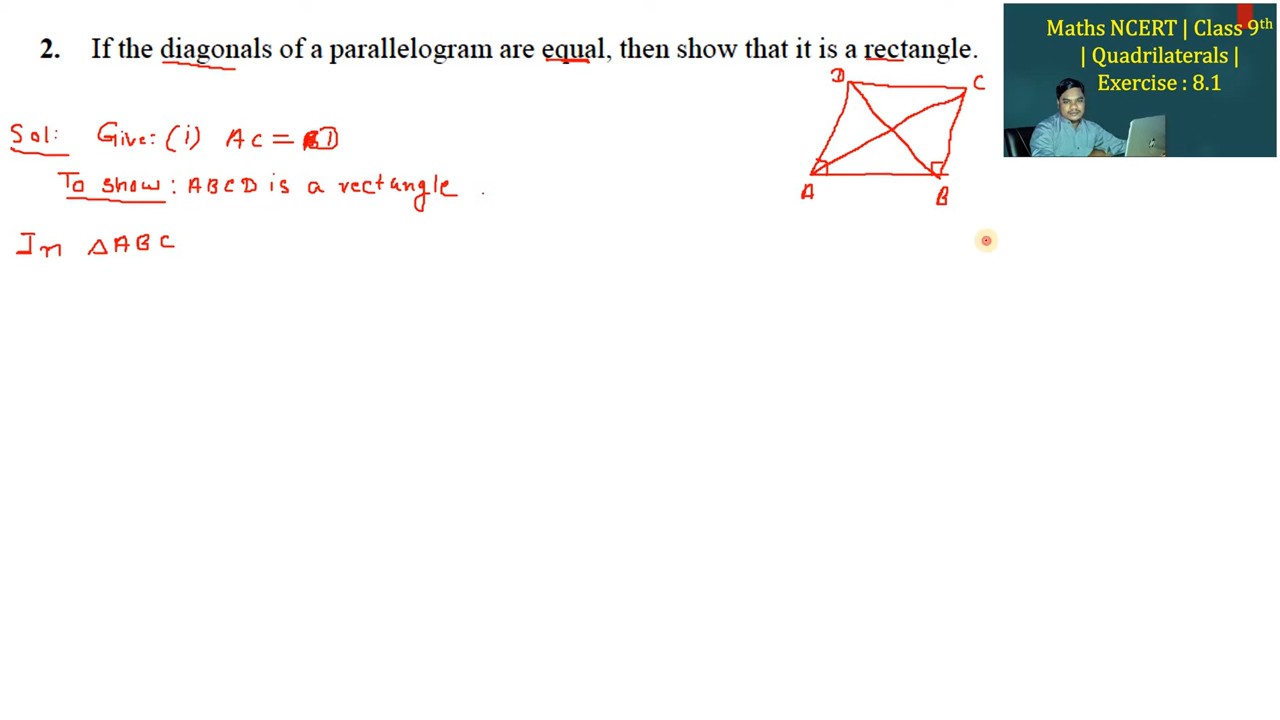 2. If the diagonals of a parallelogram are equal, then show that it is a rectangle.
Maths NCERT | Class 9th
| Quadrilaterals |
Exercise : 8.1
D
C
A
B
Sol: Give: (i) AC = BD
To show: ABCD is a rectangle .
In △ABC